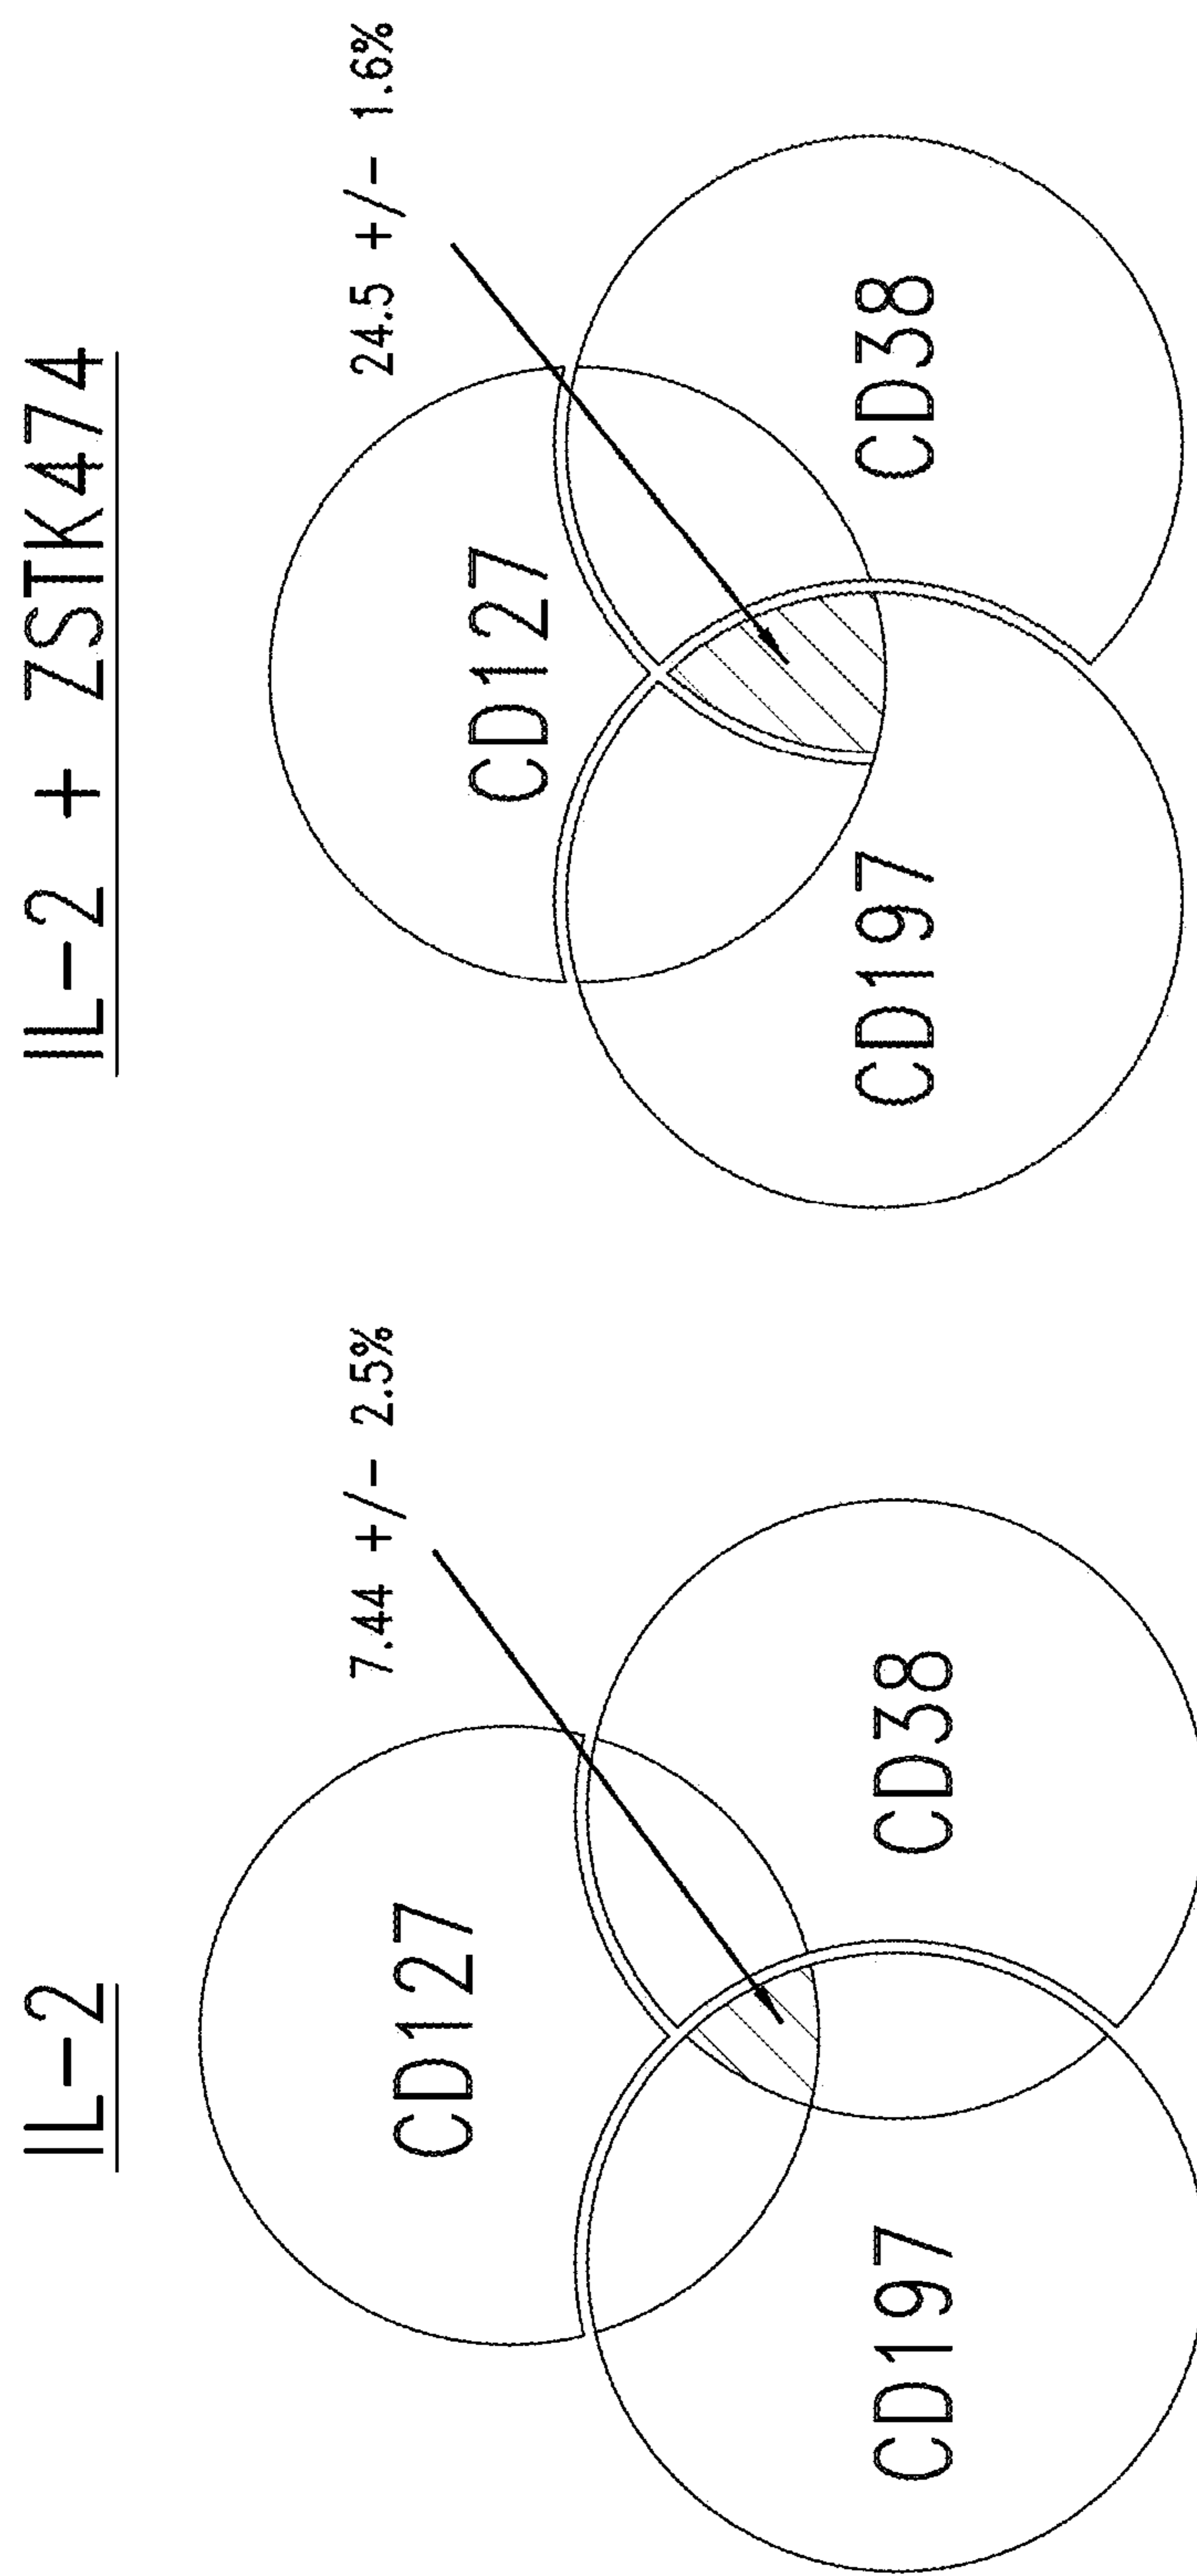 IL-2
7.44 +/- 2.5%
CD127
CD197
CD38
IL-2 + ZSTK474
24.5 +/- 1.6%
CD127
CD197
CD38